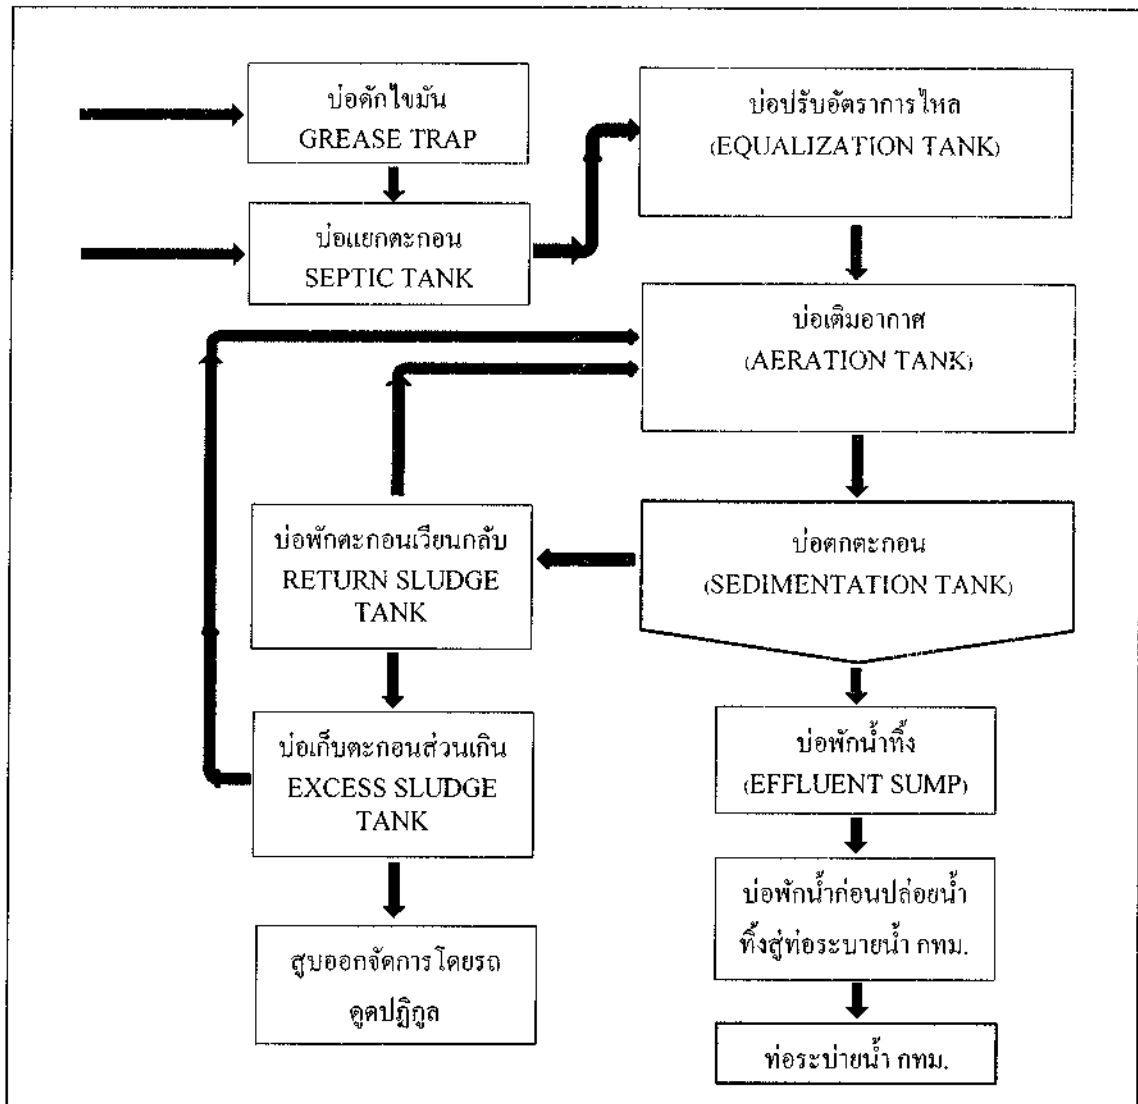 บ่อดักไขมัน
GREASE TRAP
บ่อแยกตะกอน
SEPTIC TANK
บ่อปรับอัตราการไหล
(EQUALIZATION TANK)
บ่อเติมอากาศ
(AERATION TANK)
บ่อตกตะกอน
(SEDIMENTATION TANK)
บ่อพักตะกอนเวียนกลับ
RETURN SLUDGE
TANK
บ่อเก็บตะกอนส่วนเกิน
EXCESS SLUDGE
TANK
สูบออกจัดการโดยรถ
ดูดปฏิกูล
บ่อพักน้ำทิ้ง
(EFFLUENT SUMP)
บ่อพักน้ำก่อนปล่อยน้ำ
ทิ้งสู่ท่อระบายน้ำ กทม.
ท่อระบ่ายน้ำ กทม.